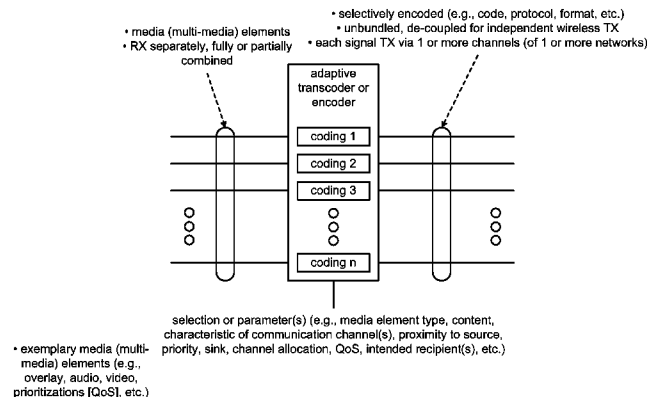 • media (multi-media) elements
• RX separately, fully or partially
combined
• selectively encoded (e.g., code, protocol, format, etc.)
• unbundled, de-coupled for independent wireless TX
• each signal TX via 1 or more channels (of 1 or more networks)
adaptive
transcoder or
encoder
coding 1
coding 2
coding 3
coding n
selection or parameter(s) (e.g., media element type, content,
characteristic of communication channel(s), proximity to source,
priority, sink, channel allocation, QoS, intended recipient(s), etc.)
• exemplary media (multi-
media) elements (e.g.,
overlay, audio, video,
prioritizations [QoS], etc.)